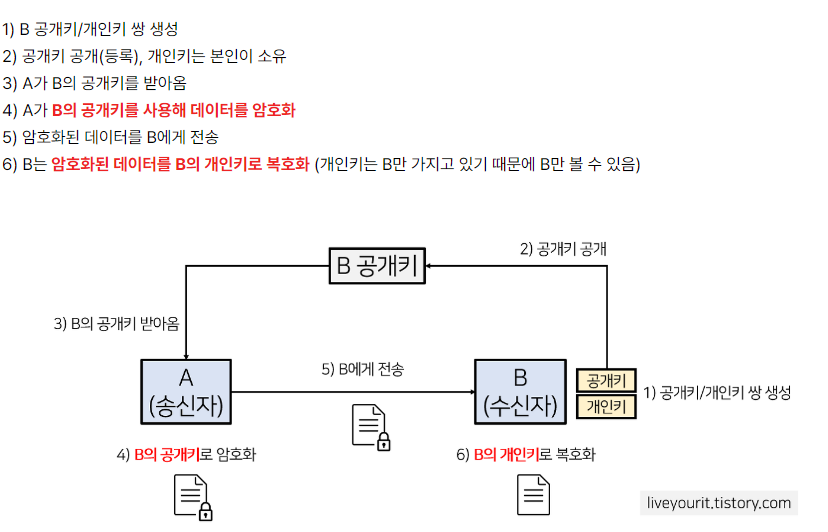 1) B 공개키/개인키 쌍 생성
2) 공개키 공개(등록), 개인키는 본인이 소유
3) A가 B의 공개키를 받아옴
4) A가 B의 공개키를 사용해 데이터를 암호화
5) 암호화된 데이터를 B에게 전송
6) B는 암호화된 데이터를 B의 개인키로 복호화 (개인키는 B만 가지고 있기 때문에 B만 볼 수 있음)
2) 공개키 공개
B 공개키
3) B의 공개키 받아옴
A
(송신자)
5) B에게 전송
B
(수신자)
공개키
개인키
1) 공개키/개인키 쌍 생성
4) B의 공개키로 암호화
6) B의 개인키로 복호화
liveyourit.tistory.com